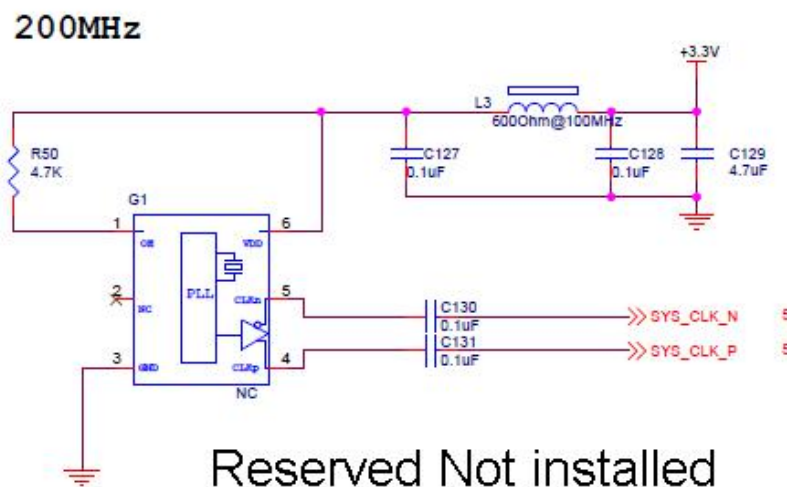 200MHz
+3.3V
L3
600Ohm@100MHz
R50
4.7K
C127
0.1uF
C128
0.1uF
C129
4.7uF
G1
1
6
OE
VDD
2
NC
PLL
CLKn
5
C130
0.1uF
SYS_CLK_N
5
3
GND
CLKp
4
C131
0.1uF
SYS_CLK_P
5
NC
Reserved Not installed